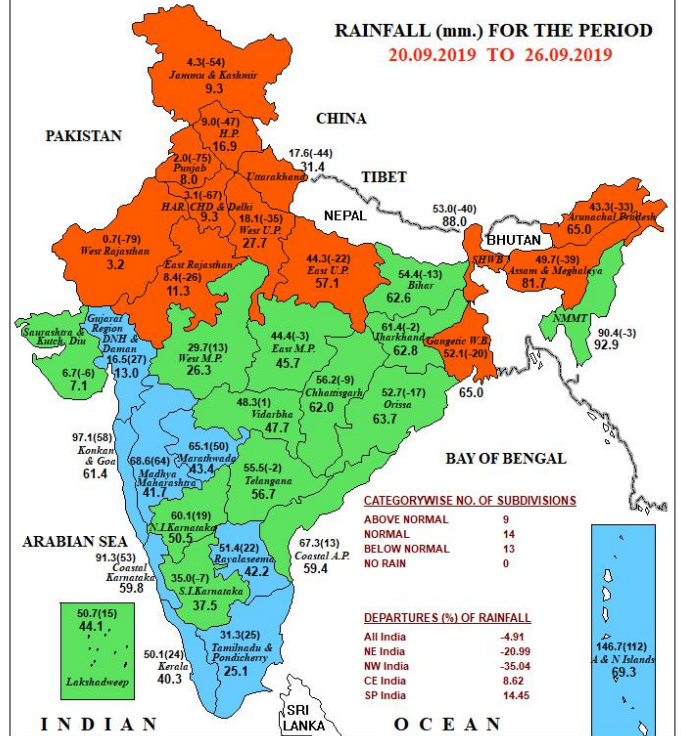 RAINFALL (mm.) FOR THE PERIOD
20.09.2019 TO 26.09.2019
4.3(-54)
Jammu & Kashmir
9.3
CHINA
PAKISTAN
9.0(-47)
H.P.
16.9
17.6(-44)
31.4
Uttarakhand
TIBET
2.0(-75)
Punjab
8.0
3.1(-67)
HAR. CHD & Delhi
9.3
18.1(-35)
West U.P.
27.7
NEPAL
53.0(-40)
88.0
SHWB
BHUTAN
43.3(-33)
Arunachal Pradesh
65.0
0.7(-79)
West Rajasthan
3.2
East Rajasthan
8.4(-26)
11.3
44.3(-22)
East U.P.
57.1
54.4(-13)
Bihar
62.6
49.7(-39)
Assam & Meghalaya
81.7
NMMT
90.4(-3)
92.9
Saurashtra &
Kutch, Diu
6.7(-6)
7.1
Gujarat
Region
DNH &
Daman
16.5(27)
13.0
29.7(13)
West M.P.
26.3
44.4(-3)
East M.P.
45.7
61.4(-2)
Jharkhand
62.8
Gangetic W.B.
52.1(-20)
65.0
56.2(-9)
Chhattisgarh
62.0
52.7(-17)
Orissa
63.7
48.3(1)
Vidarbha
47.7
97.1(58)
Konkan
& Goa
61.4
68.6(64)
Madhya
Maharashtra
41.7
65.1(50)
Marathwada
43.4
55.5(-2)
Telangana
56.7
BAY OF BENGAL
60.1(19)
N.I.Karnataka
50.5
ARABIAN SEA
91.3(53)
Coastal
Karnataka
59.8
51.4(22)
Rayalaseema
42.2
67.3(13)
Coastal A.P.
59.4
35.0(-7)
S.I.Karnataka
37.5
CATEGORYWISE NO. OF SUBDIVISIONS
ABOVE NORMAL 9
NORMAL 14
BELOW NORMAL 13
NO RAIN 0
50.7(15)
44.1
Lakshadweep
50.1(24)
Kerala
40.3
31.3(25)
Tamilnadu &
Pondicherry
25.1
DEPARTURES (%) OF RAINFALL
All India -4.91
NE India -20.99
NW India -35.04
CE India 8.62
SP India 14.45
146.7(112)
A & N Islands
69.3
SRI
LANKA
INDIAN OCEAN